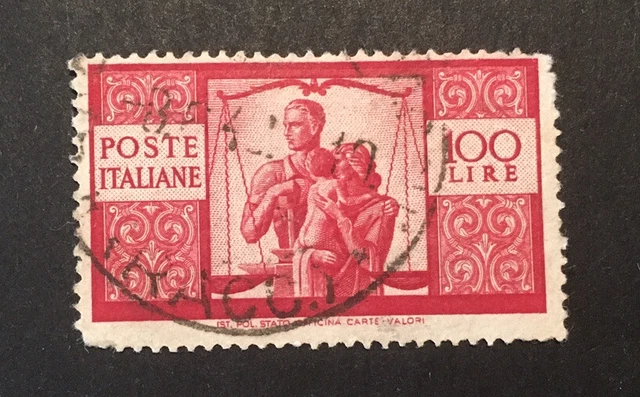 POSTE
ITALIANE
100
LIRE
IST. POL. STATO - OFFICINA CARTE-VALORI